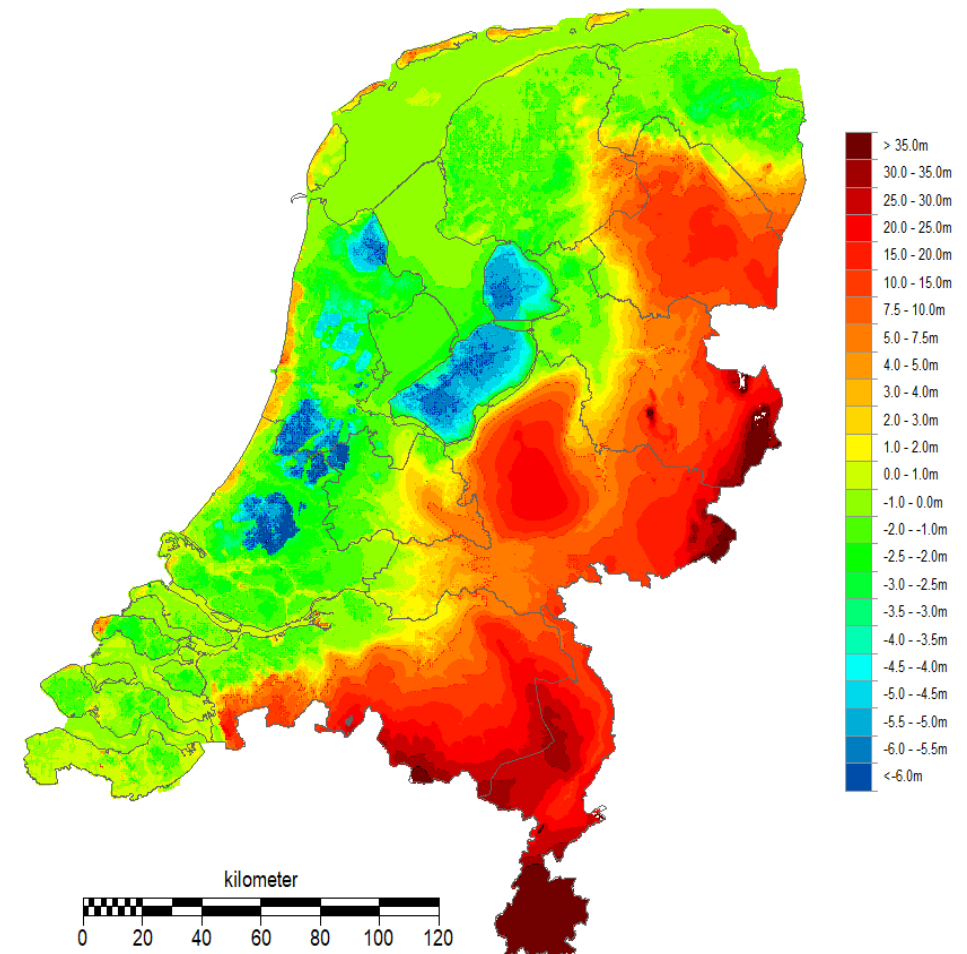 > 35.0m
30.0 - 35.0m
25.0 - 30.0m
20.0 - 25.0m
15.0 - 20.0m
10.0 - 15.0m
7.5 - 10.0m
5.0 - 7.5m
4.0 - 5.0m
3.0 - 4.0m
2.0 - 3.0m
1.0 - 2.0m
0.0 - 1.0m
-1.0 - 0.0m
-2.0 - -1.0m
-2.5 - -2.0m
-3.0 - -2.5m
-3.5 - -3.0m
-4.0 - -3.5m
-4.5 - -4.0m
-5.0 - -4.5m
-5.5 - -5.0m
-6.0 - -5.5m
<-6.0m
kilometer
0 20 40 60 80 100 120